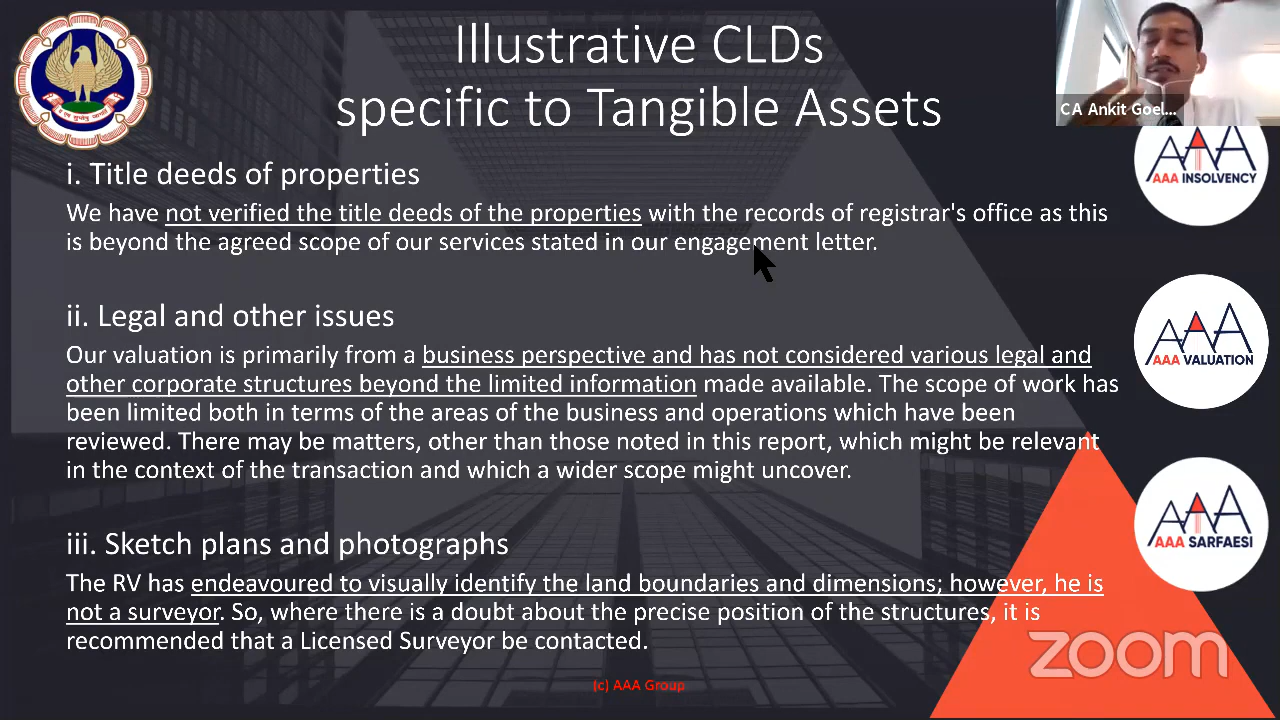 Illustrative CLDs
specific to Tangible Assets
CA Ankit Goel...
i. Title deeds of properties
We have not verified the title deeds of the properties with the records of registrar's office as this
is beyond the agreed scope of our services stated in our engagement letter.
ii. Legal and other issues
Our valuation is primarily from a business perspective and has not considered various legal and
other corporate structures beyond the limited information made available. The scope of work has
been limited both in terms of the areas of the business and operations which have been
reviewed. There may be matters, other than those noted in this report, which might be relevant
in the context of the transaction and which a wider scope might uncover.
iii. Sketch plans and photographs
The RV has endeavoured to visually identify the land boundaries and dimensions; however, he is
not a surveyor. So, where there is a doubt about the precise position of the structures, it is
recommended that a Licensed Surveyor be contacted.
(c) AAA Group
AAA
AAA INSOLVENCY
AAA
AAA VALUATION
AAA
AAA SARFAESI
zoom